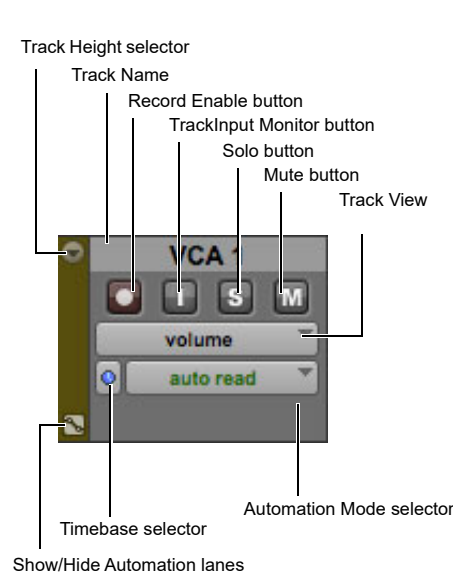 Track Height selector
Track Name
Record Enable button
TrackInput Monitor button
Solo button
Mute button
Track View
VCA 1
I S M
volume
auto read
Automation Mode selector
Timebase selector
Show/Hide Automation lanes